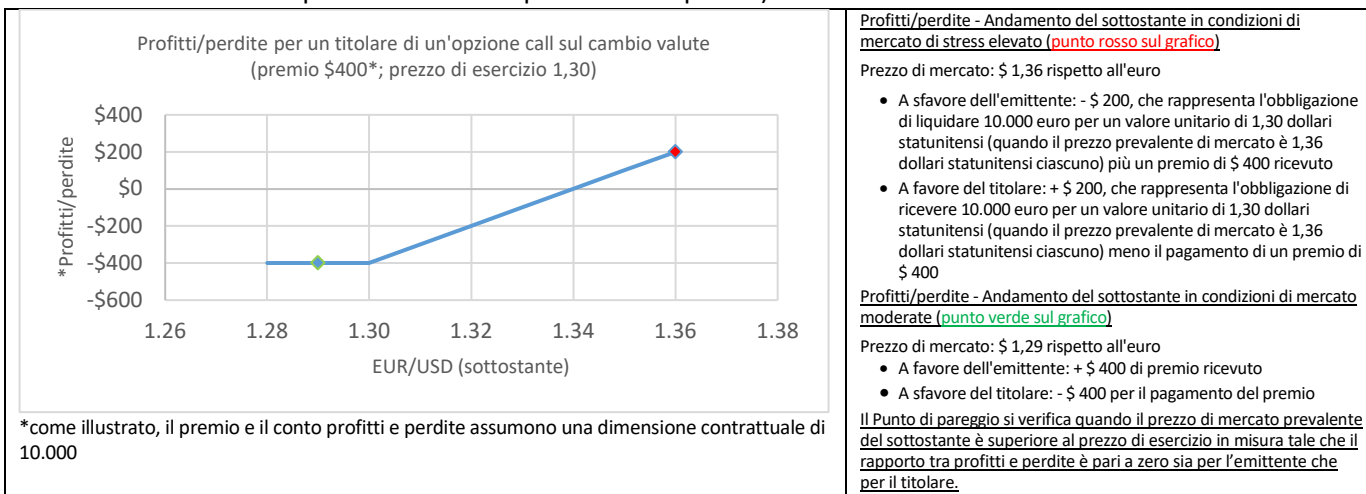 Profitti/perdite per un titolare di un'opzione call sul cambio valute
(premio $400*; prezzo di esercizio 1,30)
*Profitti/perdite
$400
$200
$0
-$200
-$400
-$600
1.26 1.28 1.30 1.32 1.34 1.36 1.38
EUR/USD (sottostante)
*come illustrato, il premio e il conto profitti e perdite assumono una dimensione contrattuale di
10.000
Profitti/perdite - Andamento del sottostante in condizioni di
mercato di stress elevato (punto rosso sul grafico)
Prezzo di mercato: $ 1,36 rispetto all'euro
• A sfavore dell'emittente: - $ 200, che rappresenta l'obbligazione
di liquidare 10.000 euro per un valore unitario di 1,30 dollari
statunitensi (quando il prezzo prevalente di mercato è 1,36
dollari statunitensi ciascuno) più un premio di $ 400 ricevuto
• A favore del titolare: + $ 200, che rappresenta l'obbligazione di
ricevere 10.000 euro per un valore unitario di 1,30 dollari
statunitensi (quando il prezzo prevalente di mercato è 1,36
dollari statunitensi ciascuno) meno il pagamento di un premio di
$ 400
Profitti/perdite - Andamento del sottostante in condizioni di mercato
moderate (punto verde sul grafico)
Prezzo di mercato: $ 1,29 rispetto all'euro
• A favore dell'emittente: + $ 400 di premio ricevuto
• A sfavore del titolare: - $ 400 per il pagamento del premio
Il Punto di pareggio si verifica quando il prezzo di mercato prevalente
del sottostante è superiore al prezzo di esercizio in misura tale che il
rapporto tra profitti e perdite è pari a zero sia per l'emittente che
per il titolare.